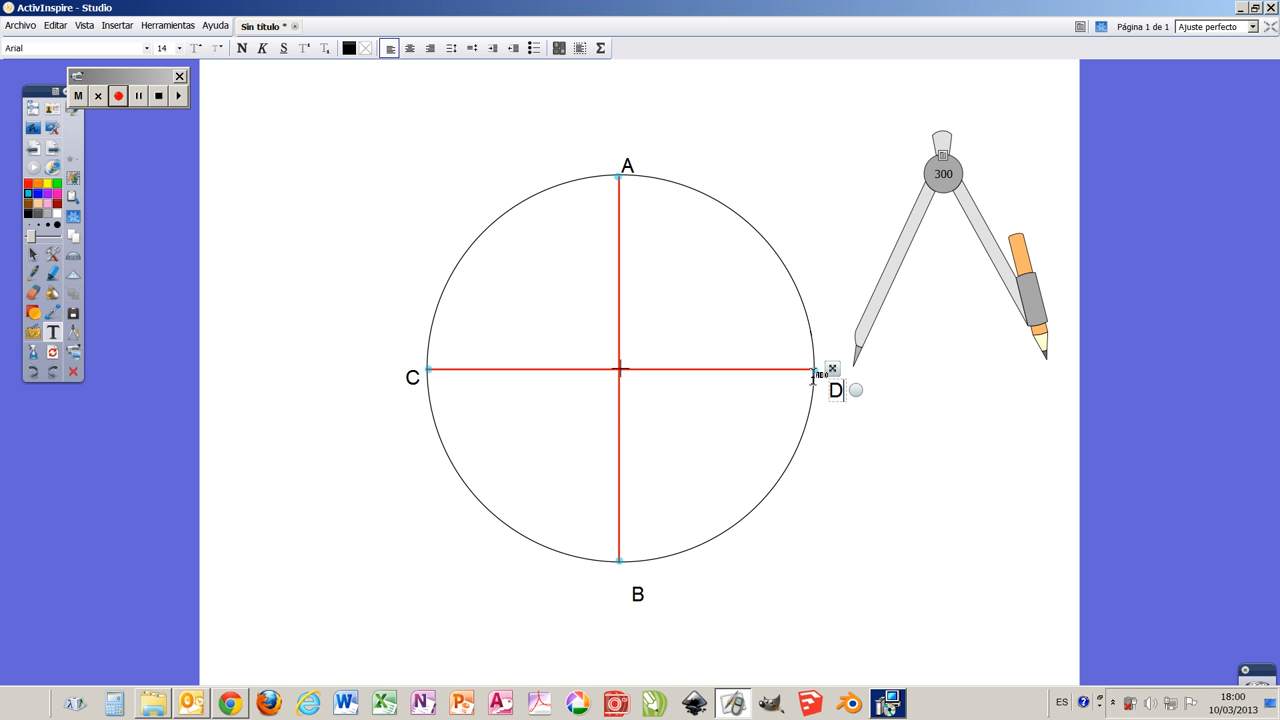 ActivInspire - Studio
Archivo Editar Vista Insertar Herramientas Ayuda Sin título * Página 1 de 1 Ajuste perfecto
Arial 14 N K S
M
A
300
C
D
B
ES 18:00
10/03/2013